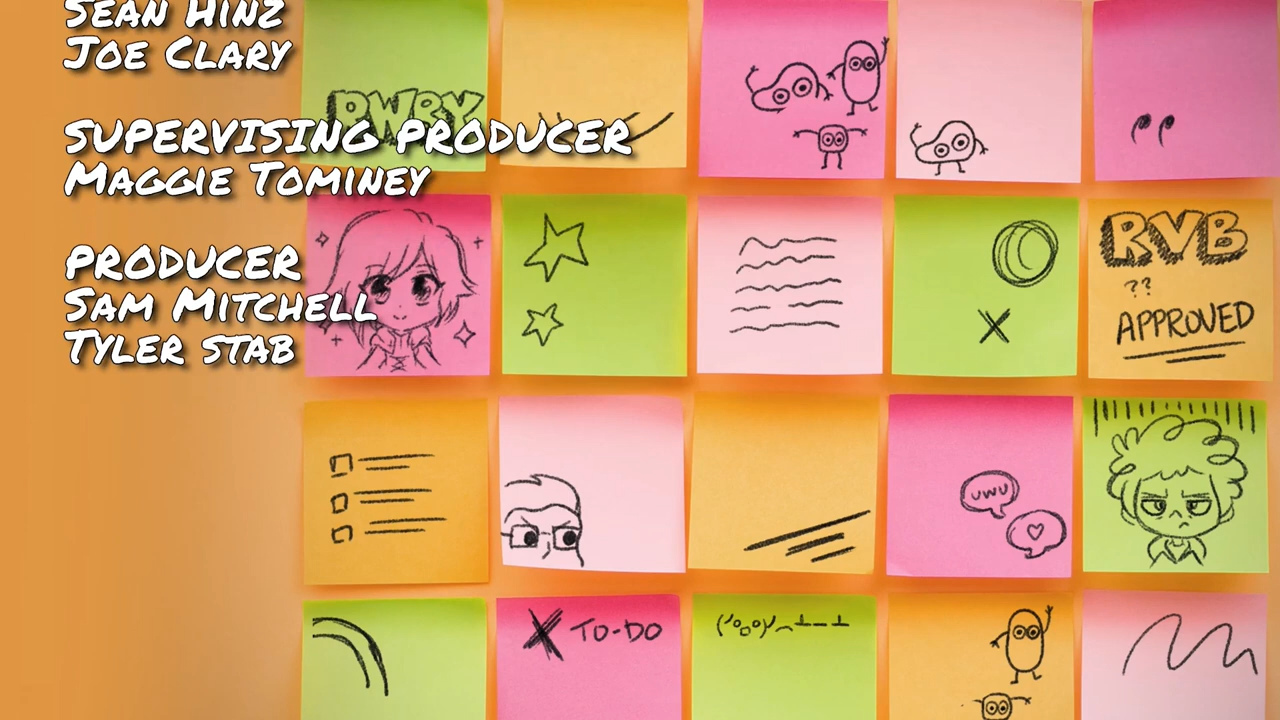 SEAN HINZ
JOE CLARY
SUPERVISING PRODUCER
MAGGIE TOMINEY
PRODUCER
SAM MITCHELL
TYLER STAB
RWBY
RVB
??
APPROVED
UWU
X TO-DO